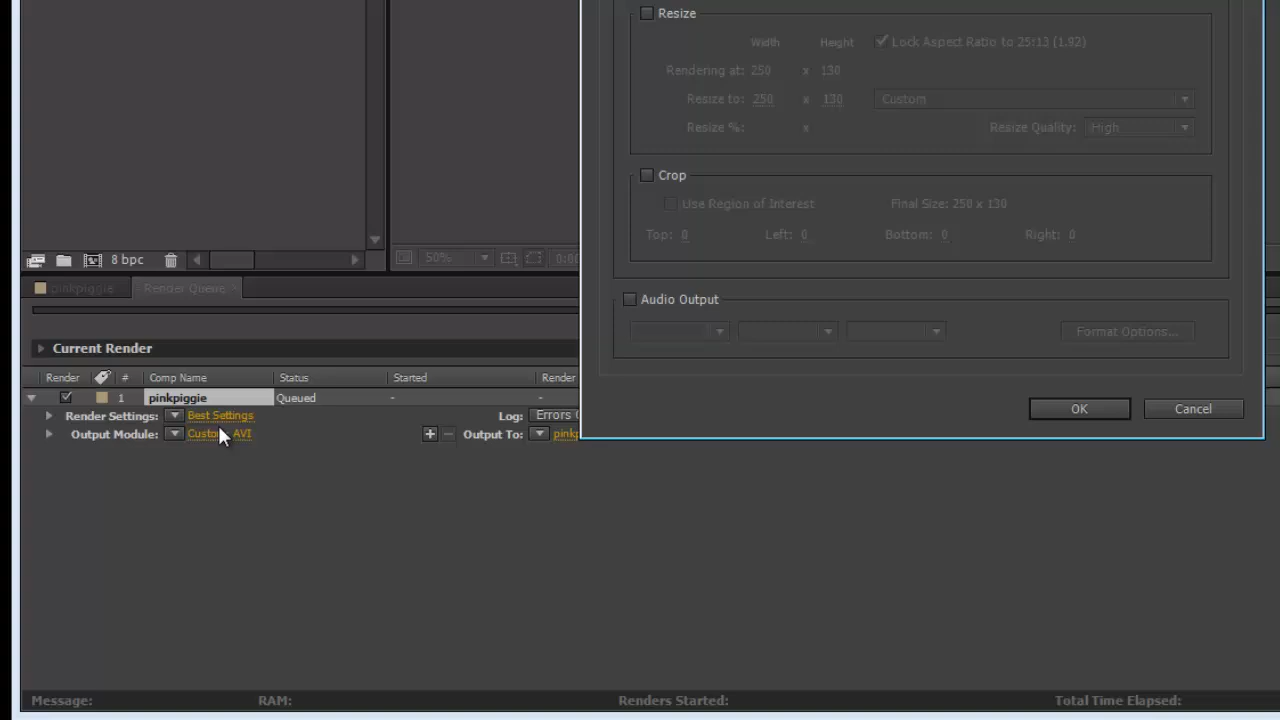 Resize
Width Height Lock Aspect Ratio to 25:13 (1.92)
Rendering at: 250 x 130
Resize to: 250 x 130 Custom
Resize %: x Resize Quality: High
Crop
Use Region of Interest Final Size: 250 x 130
Top: 0 Left: 0 Bottom: 0 Right: 0
8 bpc 50% 0:00
pinkpiggie Render Queue
Audio Output
Format Options...
Current Render
Render # Comp Name Status Started Render
1 pinkpiggie Queued - -
Render Settings: Best Settings Log: Errors
Output Module: AVI Output To:
OK Cancel
Message: RAM: Renders Started: Total Time Elapsed: